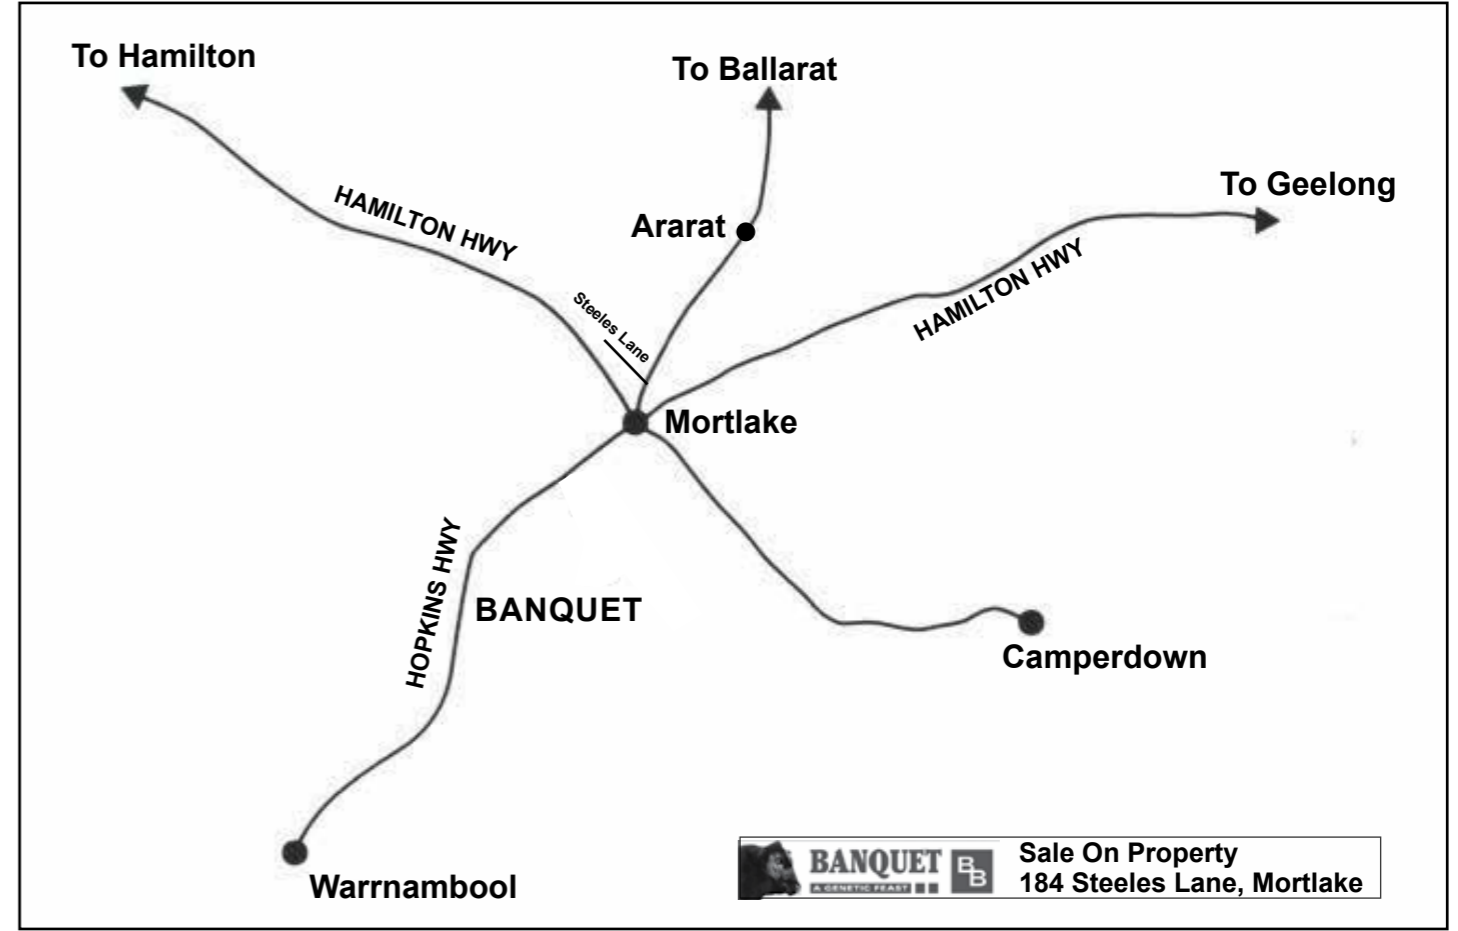 To Hamilton
To Ballarat
To Geelong
HAMILTON HWY
Ararat
HAMILTON HWY
Steeles Lane
Mortlake
HOPKINS HWY
BANQUET
Camperdown
Warrnambool
BANQUET
A GENETIC FEAST
BB
Sale On Property
184 Steeles Lane, Mortlake